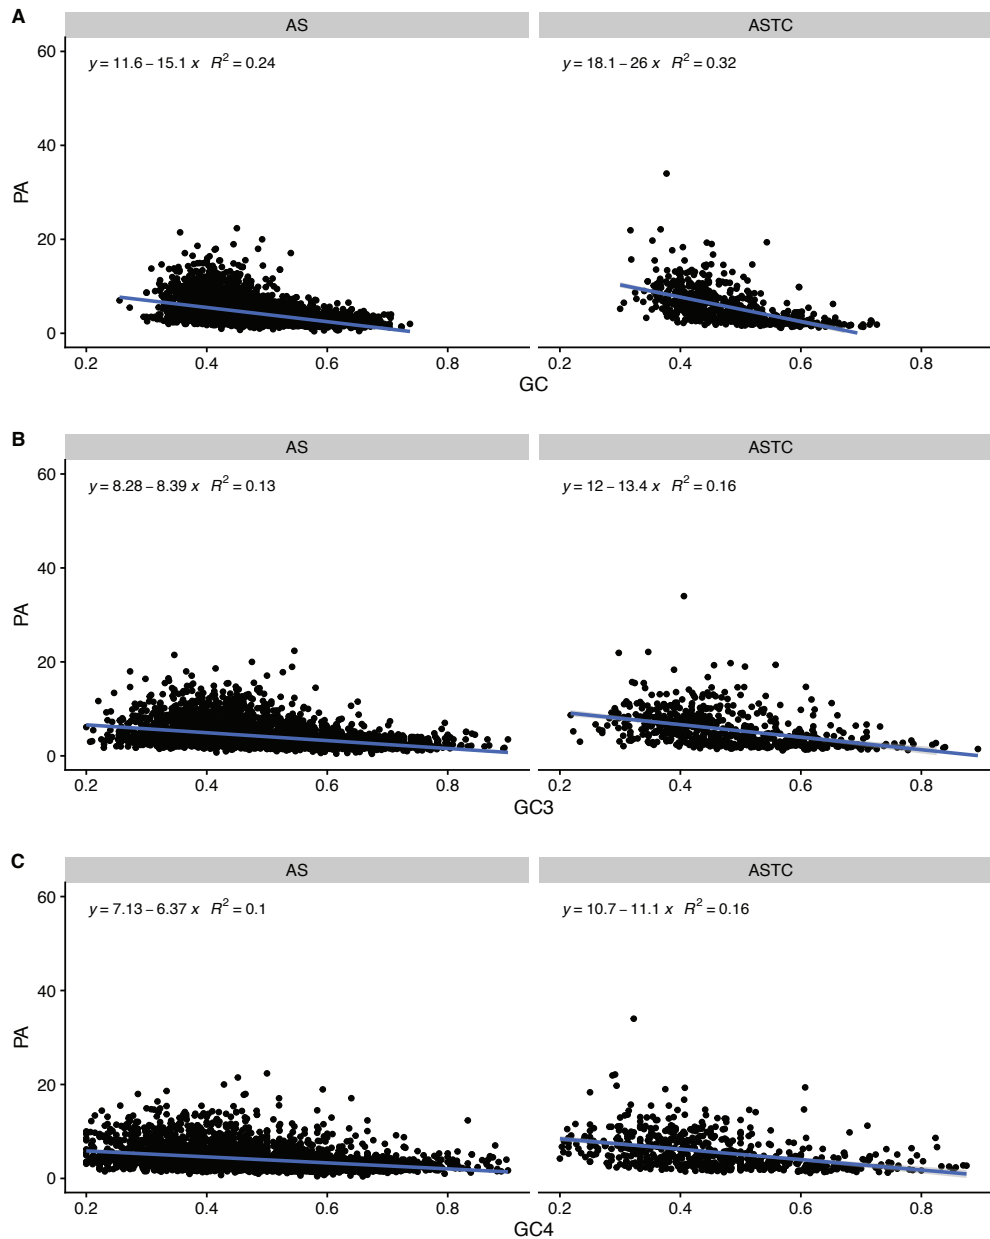 A
AS ASTC
y = 11.6 – 15.1 x R² = 0.24 y = 18.1 – 26 x R² = 0.32
60
40
20
0
PA
0.2 0.4 0.6 0.8 0.2 0.4 0.6 0.8
GC
B
AS ASTC
y = 8.28 – 8.39 x R² = 0.13 y = 12 – 13.4 x R² = 0.16
60
40
20
0
PA
0.2 0.4 0.6 0.8 0.2 0.4 0.6 0.8
GC3
C
AS ASTC
y = 7.13 – 6.37 x R² = 0.1 y = 10.7 – 11.1 x R² = 0.16
60
40
20
0
PA
0.2 0.4 0.6 0.8 0.2 0.4 0.6 0.8
GC4